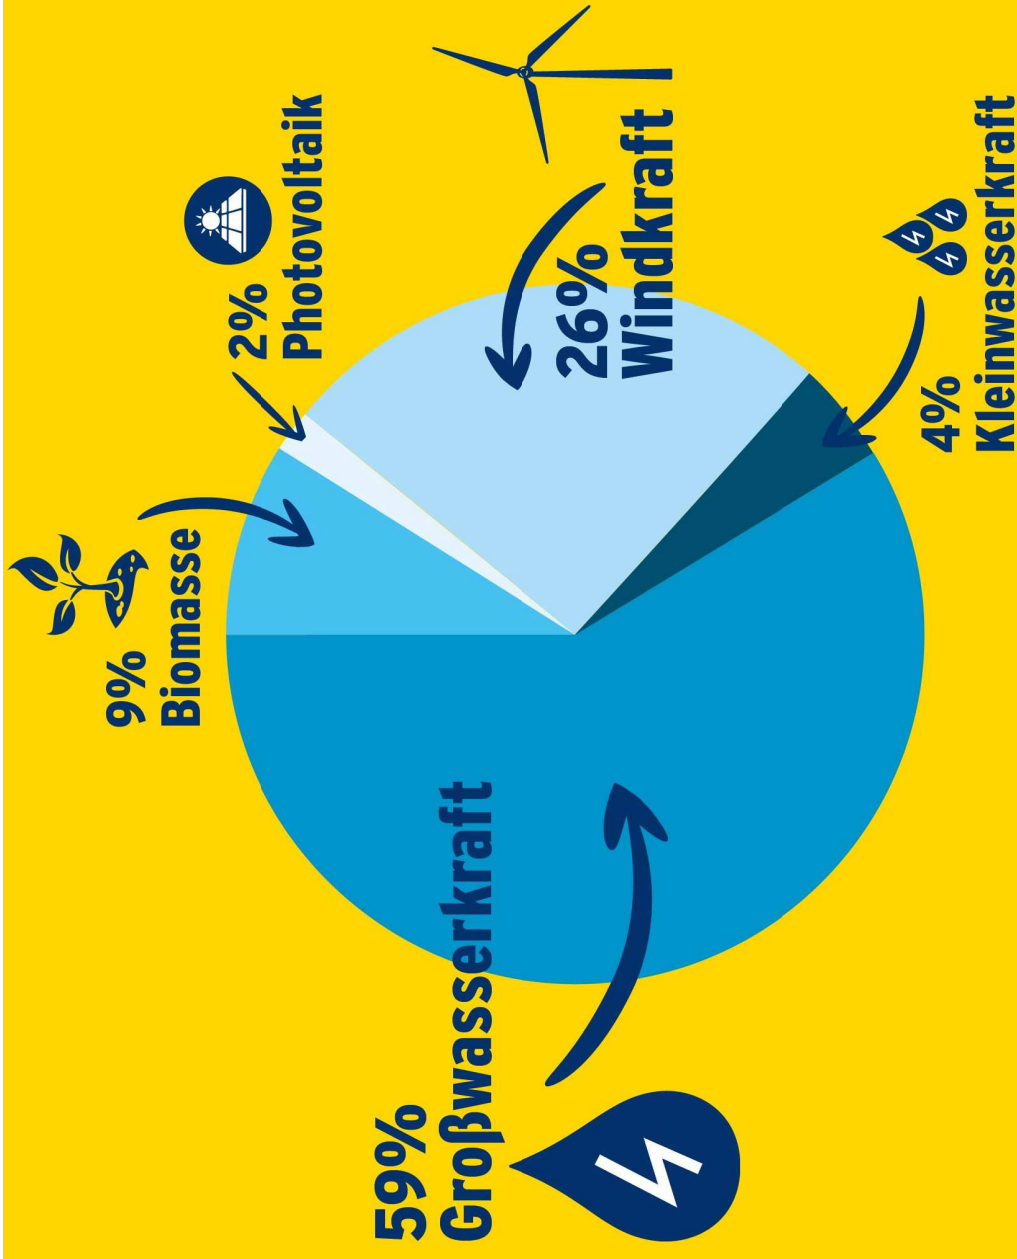 9%
Biomasse
2%
Photovoltaik
59%
Großwasserkraft
26%
Windkraft
4%
Kleinwasserkraft